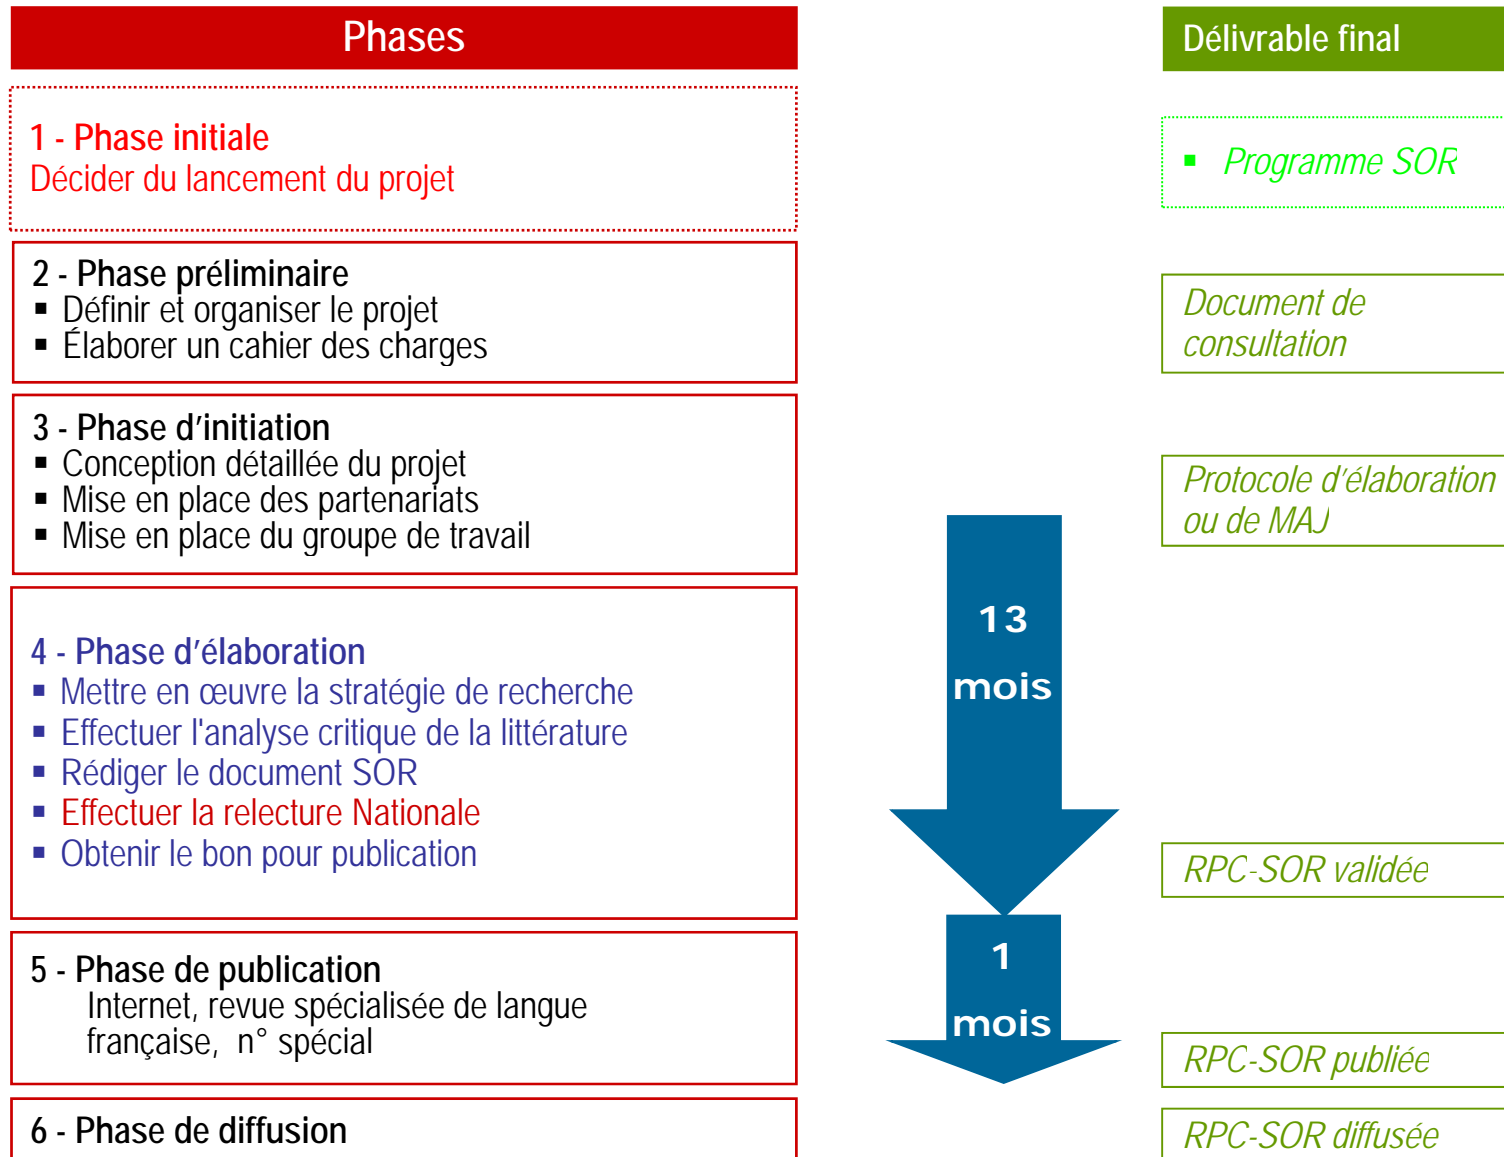 Phases
Délivrable final
1 - Phase initiale
Décider du lancement du projet
▪ Programme SOR
2 - Phase préliminaire
▪ Définir et organiser le projet
▪ Élaborer un cahier des charges
Document de
consultation
3 - Phase d’initiation
▪ Conception détaillée du projet
▪ Mise en place des partenariats
▪ Mise en place du groupe de travail
Protocole d’élaboration
ou de MAJ
4 - Phase d’élaboration
▪ Mettre en œuvre la stratégie de recherche
▪ Effectuer l'analyse critique de la littérature
▪ Rédiger le document SOR
▪ Effectuer la relecture Nationale
▪ Obtenir le bon pour publication
13
mois
RPC-SOR validée
5 - Phase de publication
Internet, revue spécialisée de langue
française, n° spécial
1
mois
RPC-SOR publiée
6 - Phase de diffusion
RPC-SOR diffusée